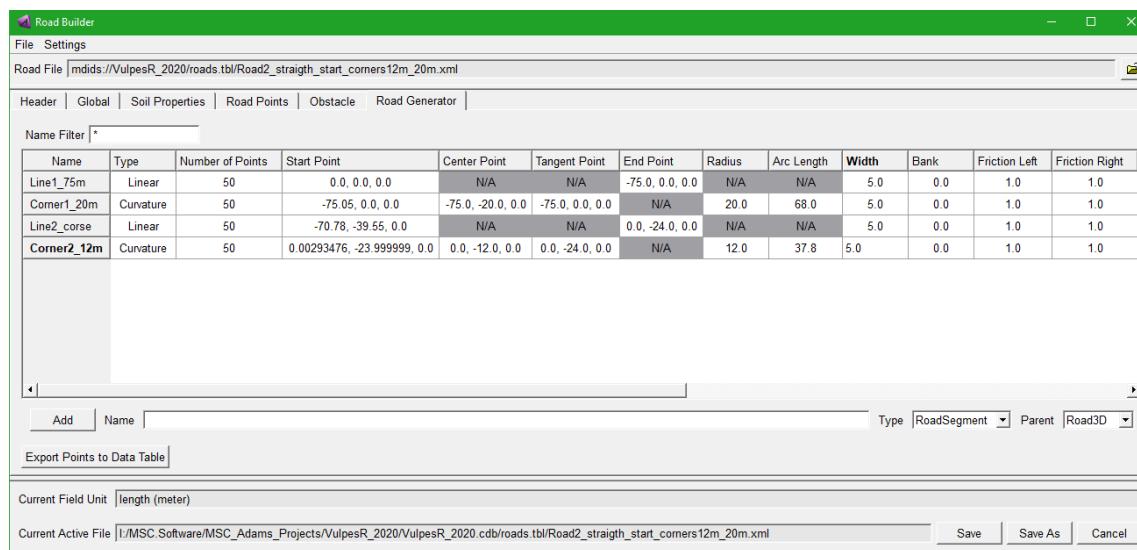 Road Builder
File Settings
Road File mdids://VulpesR_2020/roads.tbl/Road2_straigth_start_corners12m_20m.xml
Header Global Soil Properties Road Points Obstacle Road Generator
Name Filter *
Name Type Number of Points Start Point Center Point Tangent Point End Point Radius Arc Length Width Bank Friction Left Friction Right
Line1_75m Linear 50 0.0, 0.0, 0.0 N/A N/A -75.0, 0.0, 0.0 N/A N/A 5.0 0.0 1.0 1.0
Corner1_20m Curvature 50 -75.05, 0.0, 0.0 -75.0, -20.0, 0.0 -75.0, 0.0, 0.0 N/A 20.0 68.0 5.0 0.0 1.0 1.0
Line2_corse Linear 50 -70.78, -39.55, 0.0 N/A N/A 0.0, -24.0, 0.0 N/A N/A 5.0 0.0 1.0 1.0
Corner2_12m Curvature 50 0.00293476, -23.999999, 0.0 0.0, -12.0, 0.0 0.0, -24.0, 0.0 N/A 12.0 37.8 5.0 0.0 1.0 1.0
Add Name Type RoadSegment Parent Road3D
Export Points to Data Table
Current Field Unit length (meter)
Current Active File I:/MSC.Software/MSC_Adams_Projects/VulpesR_2020/VulpesR_2020.cdb/roads.tbl/Road2_straigth_start_corners12m_20m.xml Save Save As Cancel